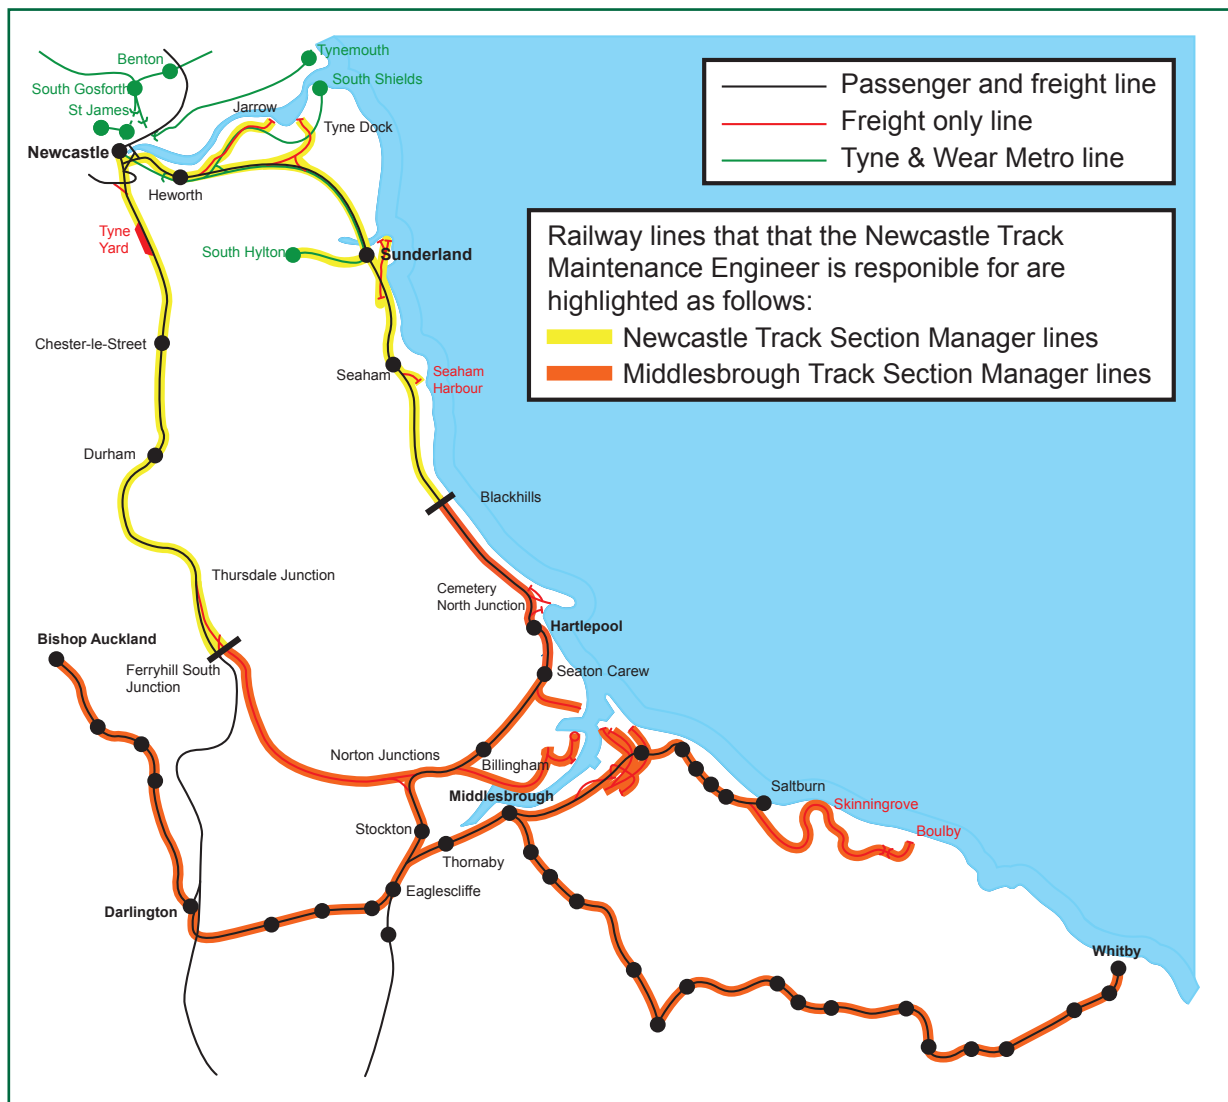 Tynemouth
Benton
South Shields
South Gosforth
Jarrow
St James
Tyne Dock
Newcastle
Heworth
Tyne
Yard
South Hylton
Sunderland
Chester-le-Street
Seaham
Seaham
Harbour
Durham
Blackhills
Thursdale Junction
Cemetery
North Junction
Hartlepool
Bishop Auckland
Ferryhill South
Junction
Seaton Carew
Norton Junctions
Billingham
Middlesbrough
Saltburn
Skinningrove
Stockton
Boulby
Thornaby
Eaglescliffe
Darlington
Whitby
Passenger and freight line
Freight only line
Tyne & Wear Metro line
Railway lines that that the Newcastle Track
Maintenance Engineer is responible for are
highlighted as follows:
Newcastle Track Section Manager lines
Middlesbrough Track Section Manager lines